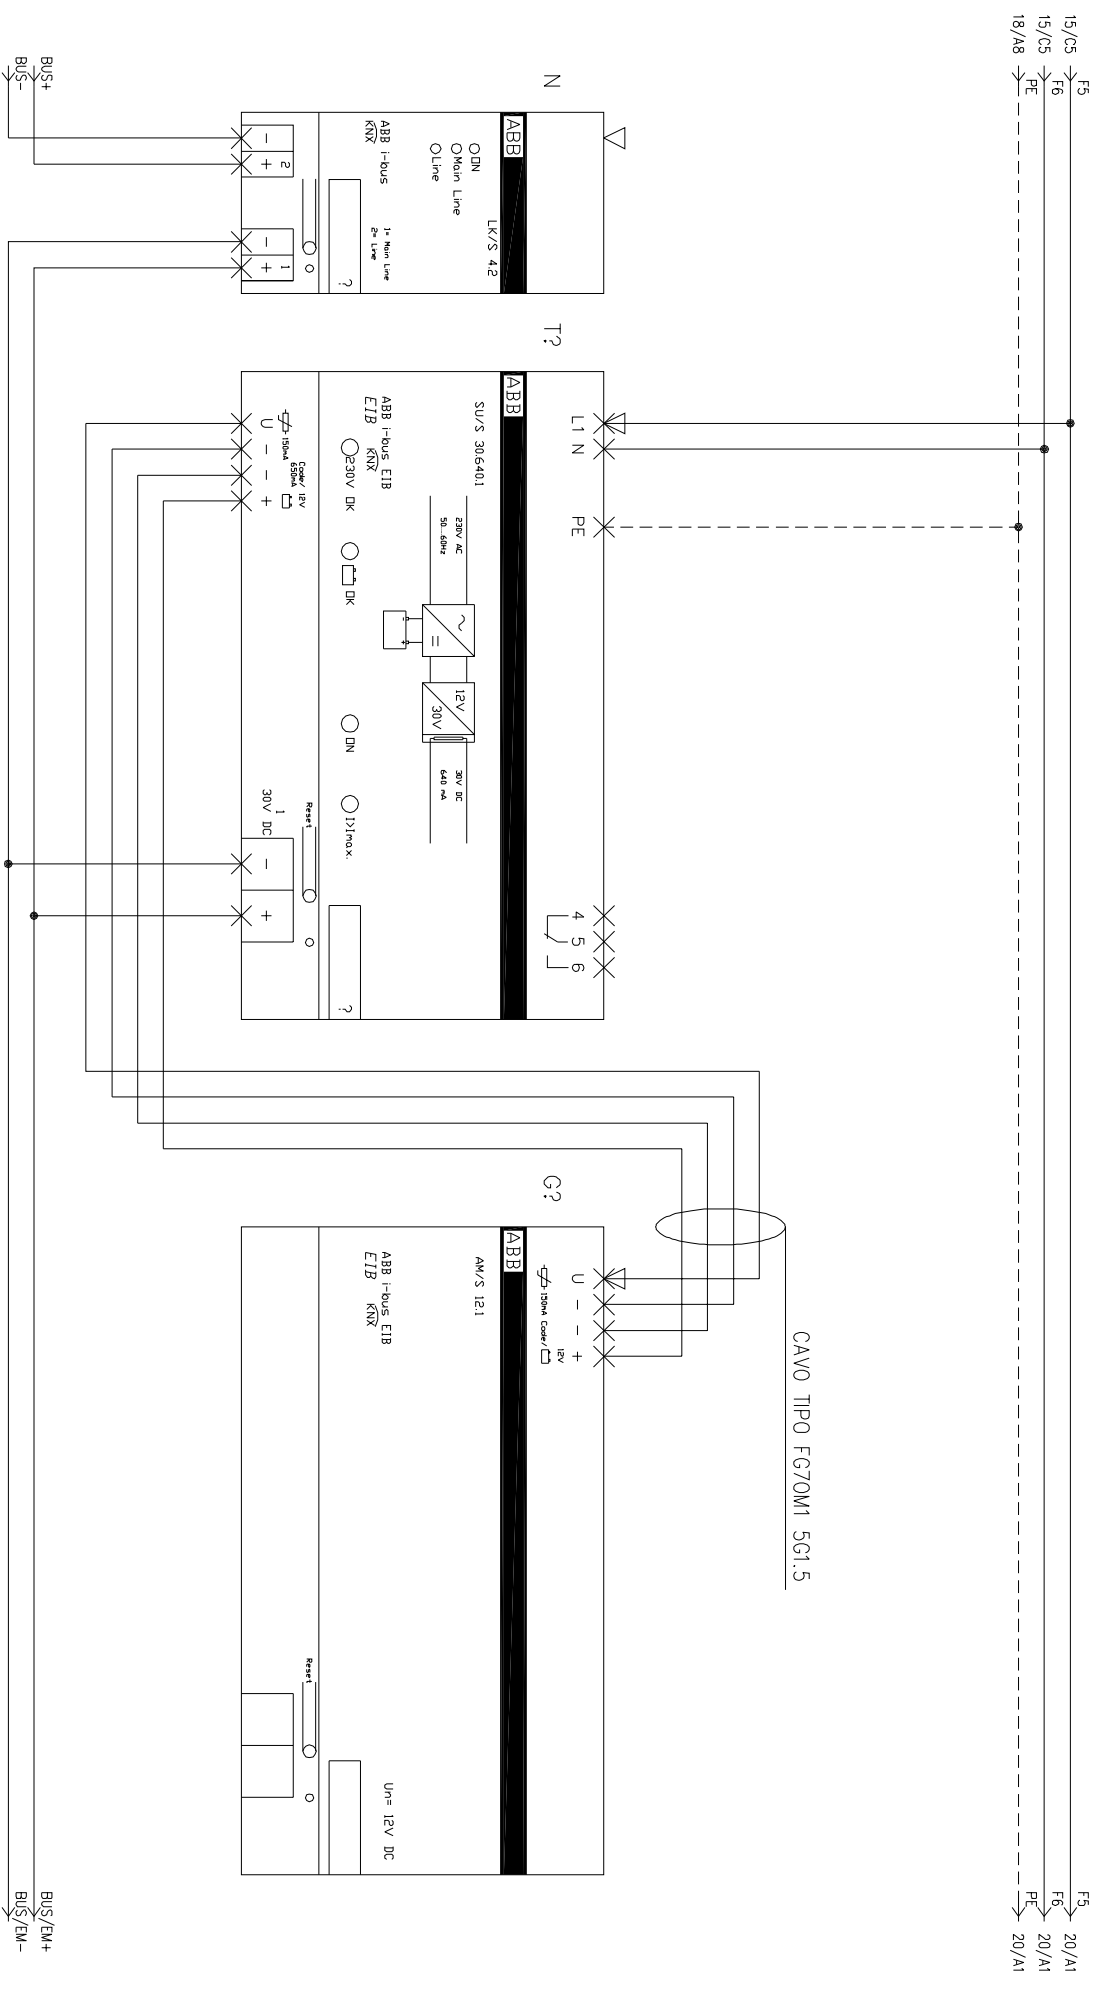 15/C5
F5
F5
20/A1
15/C5
F6
F6
20/A1
18/A8
PE
PE
20/A1
CAVO TIPO FG7OM1 5G1.5
N
ABB
LK/S 4.2
ON
Main Line
Line
ABB i-bus
KNX
1= Main Line
2= Line
?
- +
2
- +
1
T?
L1 N
PE
4 5 6
ABB
SU/S 30.640.1
230V AC
50...60Hz
12V
30V
30V DC
640 mA
ABB i-bus EIB
EIB
KNX
230V OK
OK
ON
I>Imax.
?
Reset
150mA
Code/ 12V
650mA
U - - +
1
30V DC
- +
G?
U - - +
150mA Code/
12V
ABB
AM/S 12.1
ABB i-bus EIB
EIB
KNX
Un= 12V DC
Reset
BUS+
BUS/EM+
BUS-
BUS/EM-